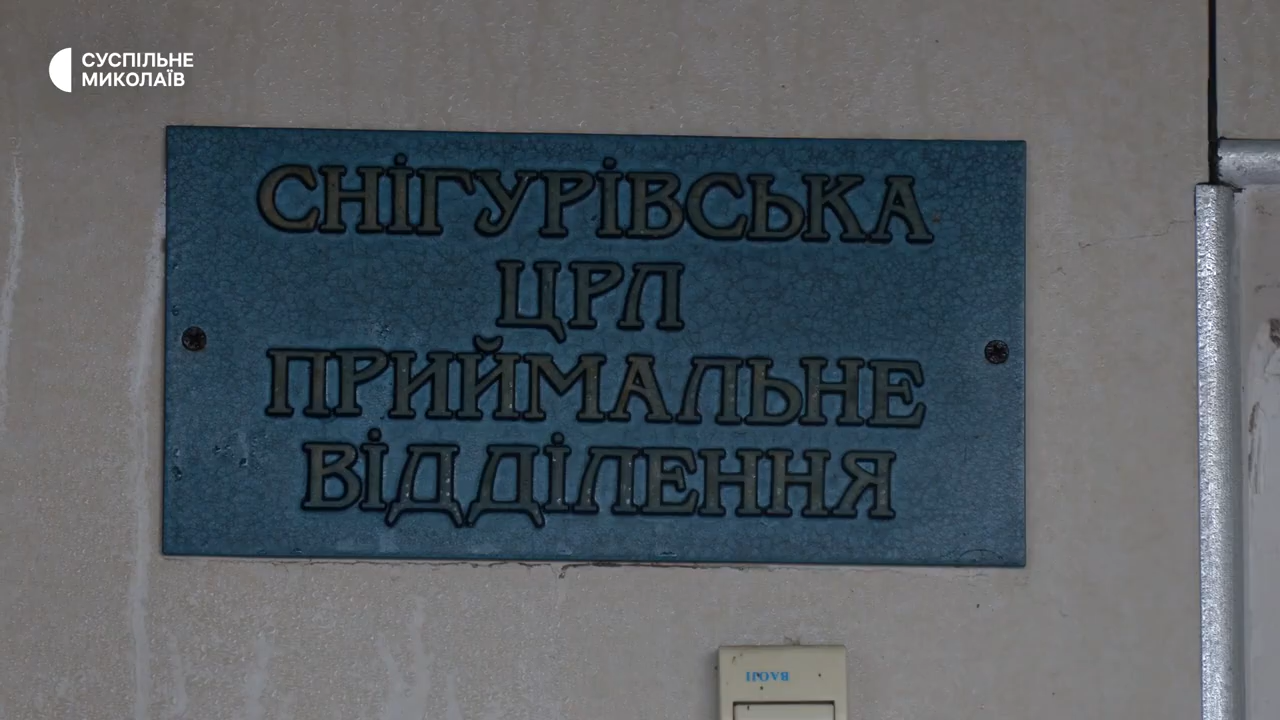 СУСПІЛЬНЕ
МИКОЛАЇВ
СНІГУРІВСЬКА
ЦРЛ
ПРИЙМАЛЬНЕ
ВІДДІЛЕННЯ